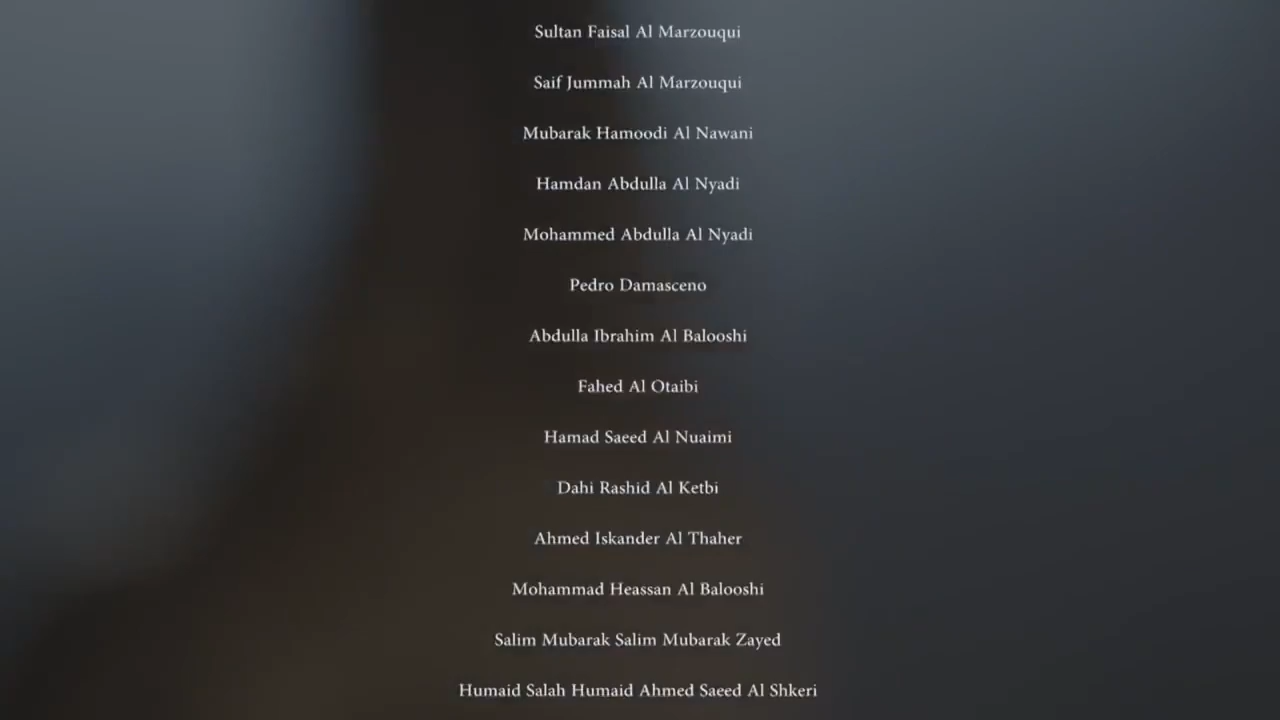 Sultan Faisal Al Marzouqui
Saif Jummah Al Marzouqui
Mubarak Hamoodi Al Nawani
Hamdan Abdulla Al Nyadi
Mohammed Abdulla Al Nyadi
Pedro Damasceno
Abdulla Ibrahim Al Balooshi
Fahed Al Otaibi
Hamad Saeed Al Nuaimi
Dahi Rashid Al Ketbi
Ahmed Iskander Al Thaher
Mohammad Heassan Al Balooshi
Salim Mubarak Salim Mubarak Zayed
Humaid Salah Humaid Ahmed Saeed Al Shkeri